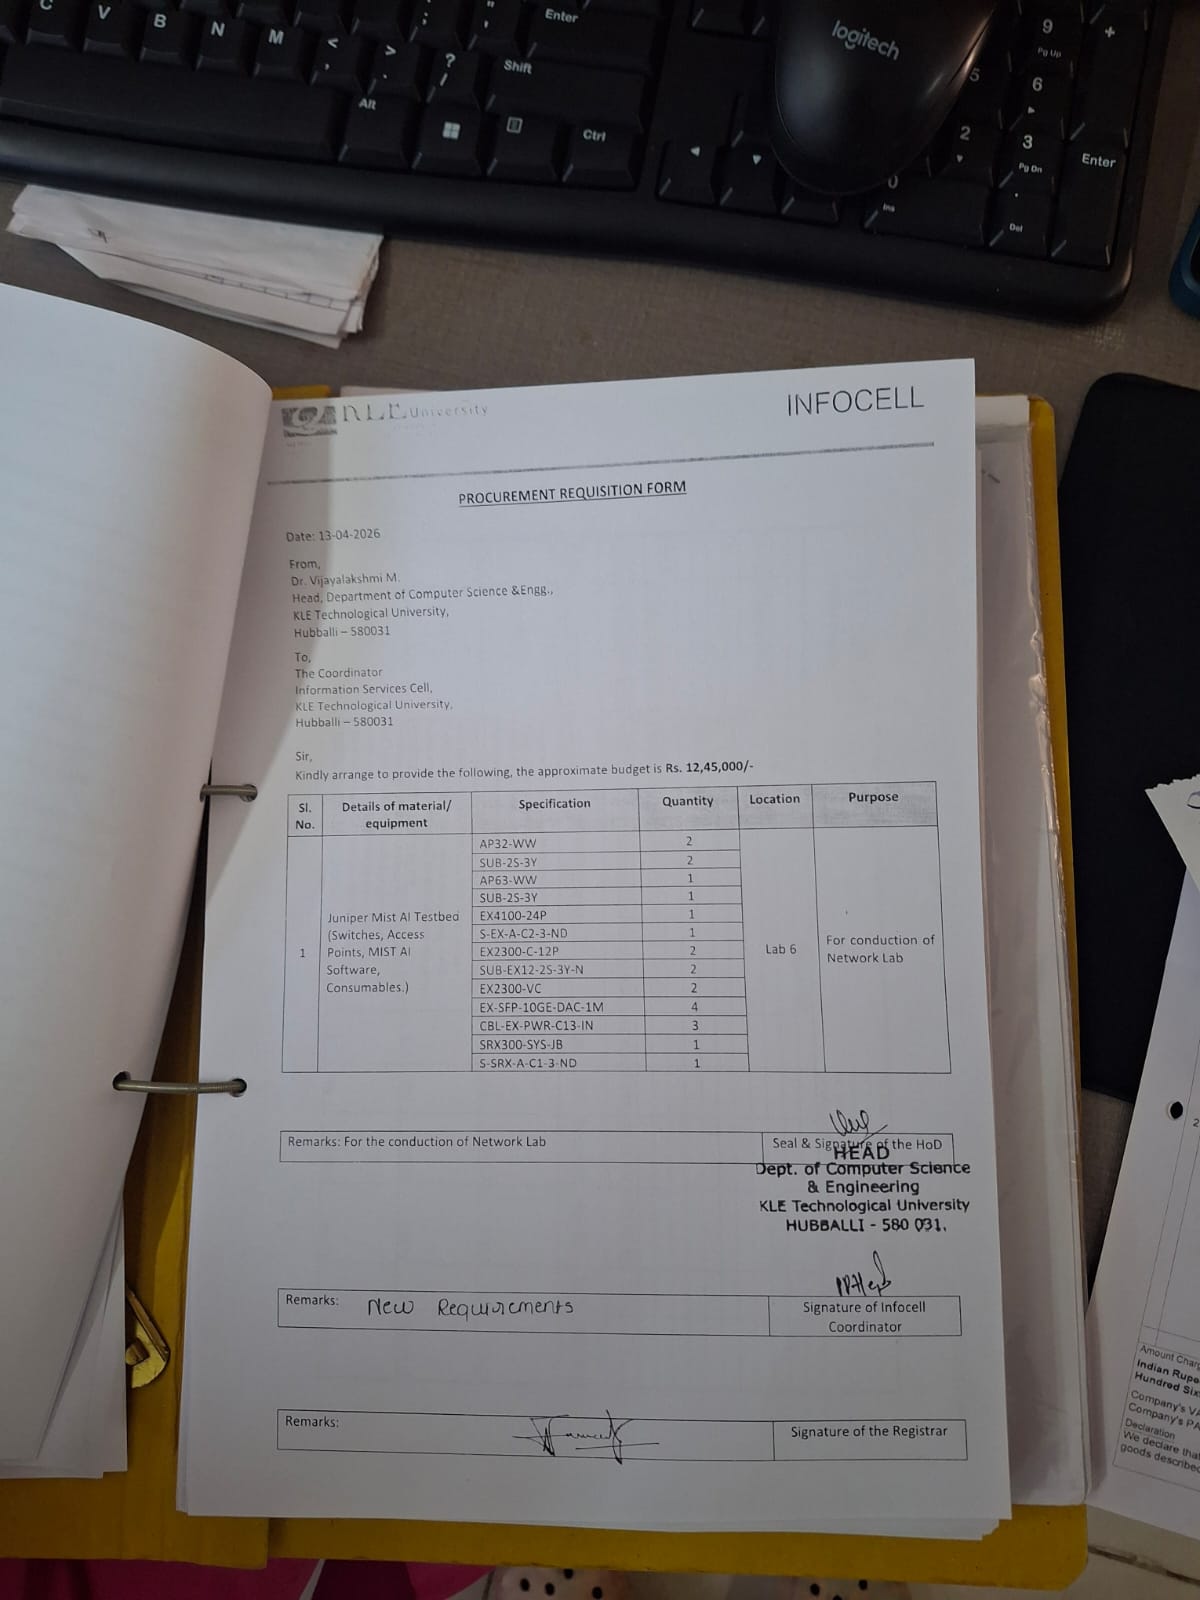 C V B N M < , > . ? / : ; " ' Enter
Shift
Alt
Ctrl
logitech
9 Pg Up
+
5
6
2
3 Pg Dn
Enter
0 Ins
. Del
KLE University
INFOCELL
PROCUREMENT REQUISITION FORM
Date: 13-04-2026
From,
Dr. Vijayalakshmi M.
Head, Department of Computer Science &Engg.,
KLE Technological University,
Hubballi – 580031
To,
The Coordinator
Information Services Cell,
KLE Technological University,
Hubballi – 580031
Sir,
Kindly arrange to provide the following, the approximate budget is Rs. 12,45,000/-
Sl. No. Details of material/ equipment Specification Quantity Location Purpose
1 Juniper Mist AI Testbed (Switches, Access Points, MIST AI Software, Consumables.)
AP32-WW 2
SUB-2S-3Y 2
AP63-WW 1
SUB-2S-3Y 1
EX4100-24P 1
S-EX-A-C2-3-ND 1
EX2300-C-12P 2
SUB-EX12-2S-3Y-N 2
EX2300-VC 2
EX-SFP-10GE-DAC-1M 4
CBL-EX-PWR-C13-IN 3
SRX300-SYS-JB 1
S-SRX-A-C1-3-ND 1
Lab 6
For conduction of Network Lab
Remarks: For the conduction of Network Lab
Seal & Signature of the HoD
HEAD
Dept. of Computer Science
& Engineering
KLE Technological University
HUBBALLI - 580 031.
Remarks: New Requirements
Signature of Infocell
Coordinator
Remarks:
Signature of the Registrar
2
Amount Charg
Indian Rupe
Hundred Six
Company's VA
Company's PA
Declaration
We declare tha
goods described